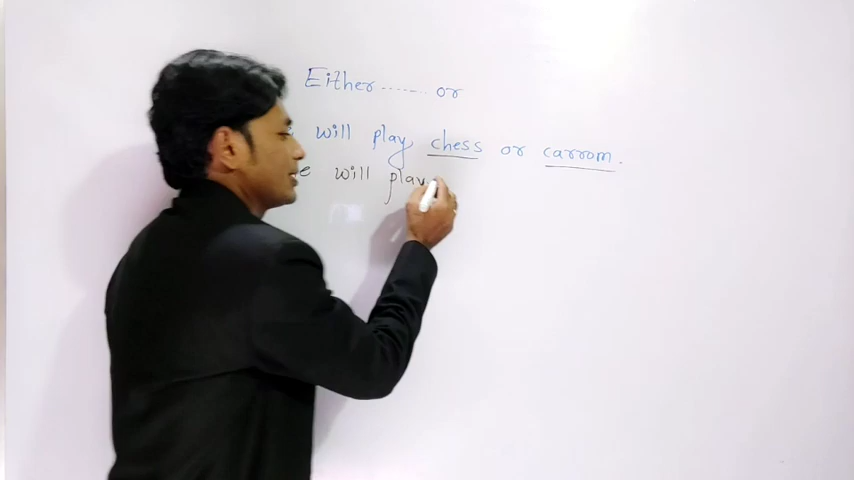 Either ....... or
will play chess or carrom.
will play